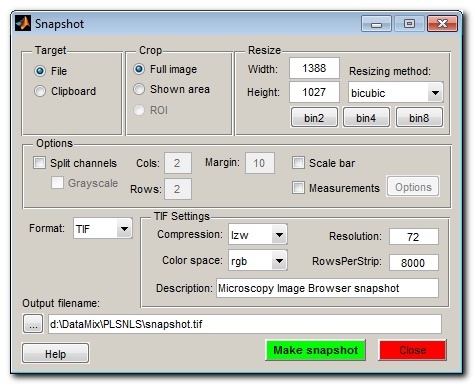 Snapshot
Target
File
Clipboard
Crop
Full image
Shown area
ROI
Resize
Width: 1388 Resizing method:
Height: 1027 bicubic
bin2 bin4 bin8
Options
Split channels Cols: 2 Margin: 10 Scale bar
Grayscale Rows: 2 Measurements Options
Format: TIF
TIF Settings
Compression: lzw Resolution: 72
Color space: rgb RowsPerStrip: 8000
Description: Microscopy Image Browser snapshot
Output filename:
... d:\DataMix\PLSNLS\snapshot.tif
Help Make snapshot Close